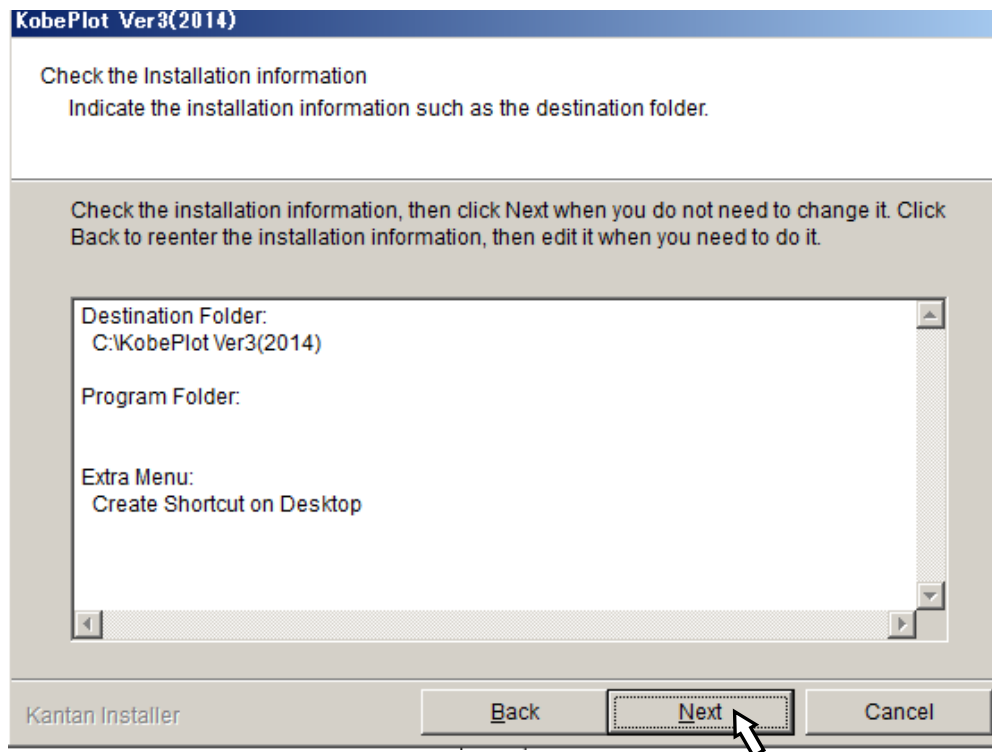 KobePlot Ver3(2014)
Check the Installation information
Indicate the installation information such as the destination folder.
Check the installation information, then click Next when you do not need to change it. Click
Back to reenter the installation information, then edit it when you need to do it.
Destination Folder:
C:\KobePlot Ver3(2014)
Program Folder:
Extra Menu:
Create Shortcut on Desktop
Kantan Installer
Back
Next
Cancel